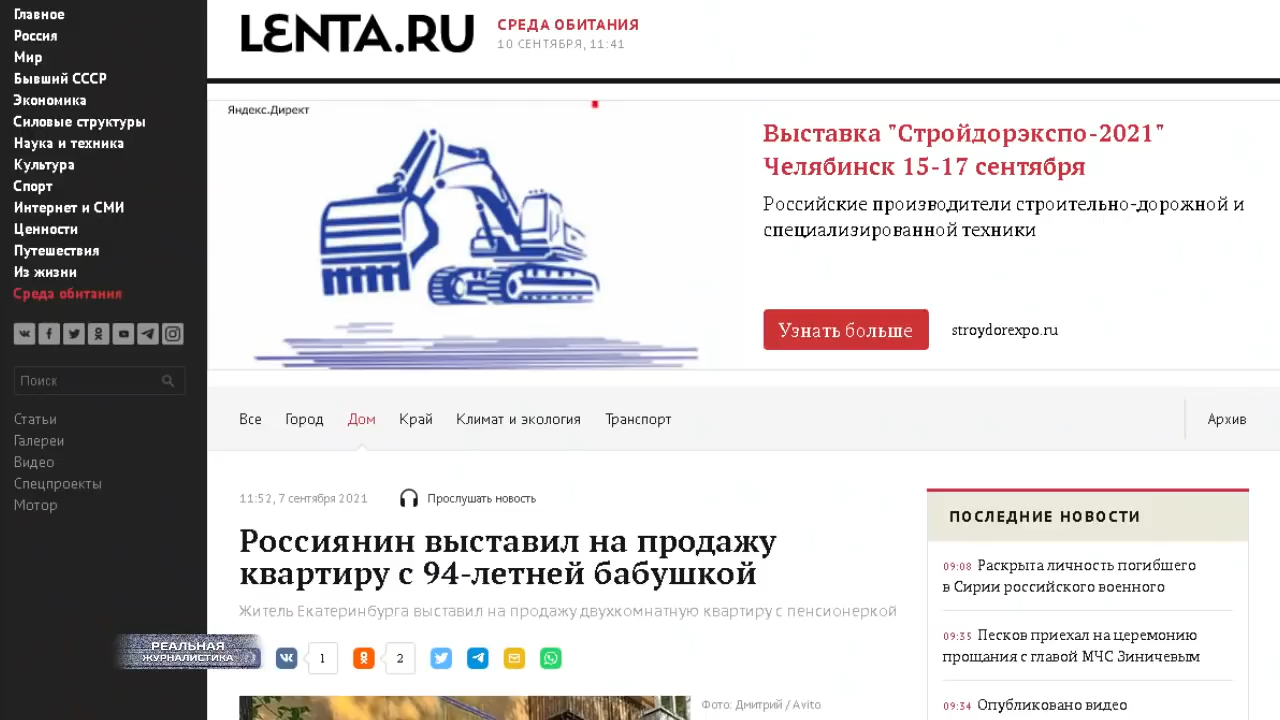 Главное
Россия
Мир
Бывший СССР
Экономика
Силовые структуры
Наука и техника
Культура
Спорт
Интернет и СМИ
Ценности
Путешествия
Из жизни
Среда обитания
Поиск
Статьи
Галереи
Видео
Спецпроекты
Мотор
LENTA.RU
СРЕДА ОБИТАНИЯ
10 СЕНТЯБРЯ, 11:41
Яндекс.Директ
Выставка "Стройдорэкспо-2021"
Челябинск 15-17 сентября
Российские производители строительно-дорожной и
специализированной техники
Узнать больше stroydorexpo.ru
Все Город Дом Край Климат и экология Транспорт Архив
11:52, 7 сентября 2021 Прослушать новость
Россиянин выставил на продажу
квартиру с 94-летней бабушкой
Житель Екатеринбурга выставил на продажу двухкомнатную квартиру с пенсионеркой
РЕАЛЬНАЯ
ЖУРНАЛИСТИКА
1 2
Фото: Дмитрий / Avito
ПОСЛЕДНИЕ НОВОСТИ
09:08 Раскрыта личность погибшего
в Сирии российского военного
09:35 Песков приехал на церемонию
прощания с главой МЧС Зиничевым
09:34 Опубликовано видео